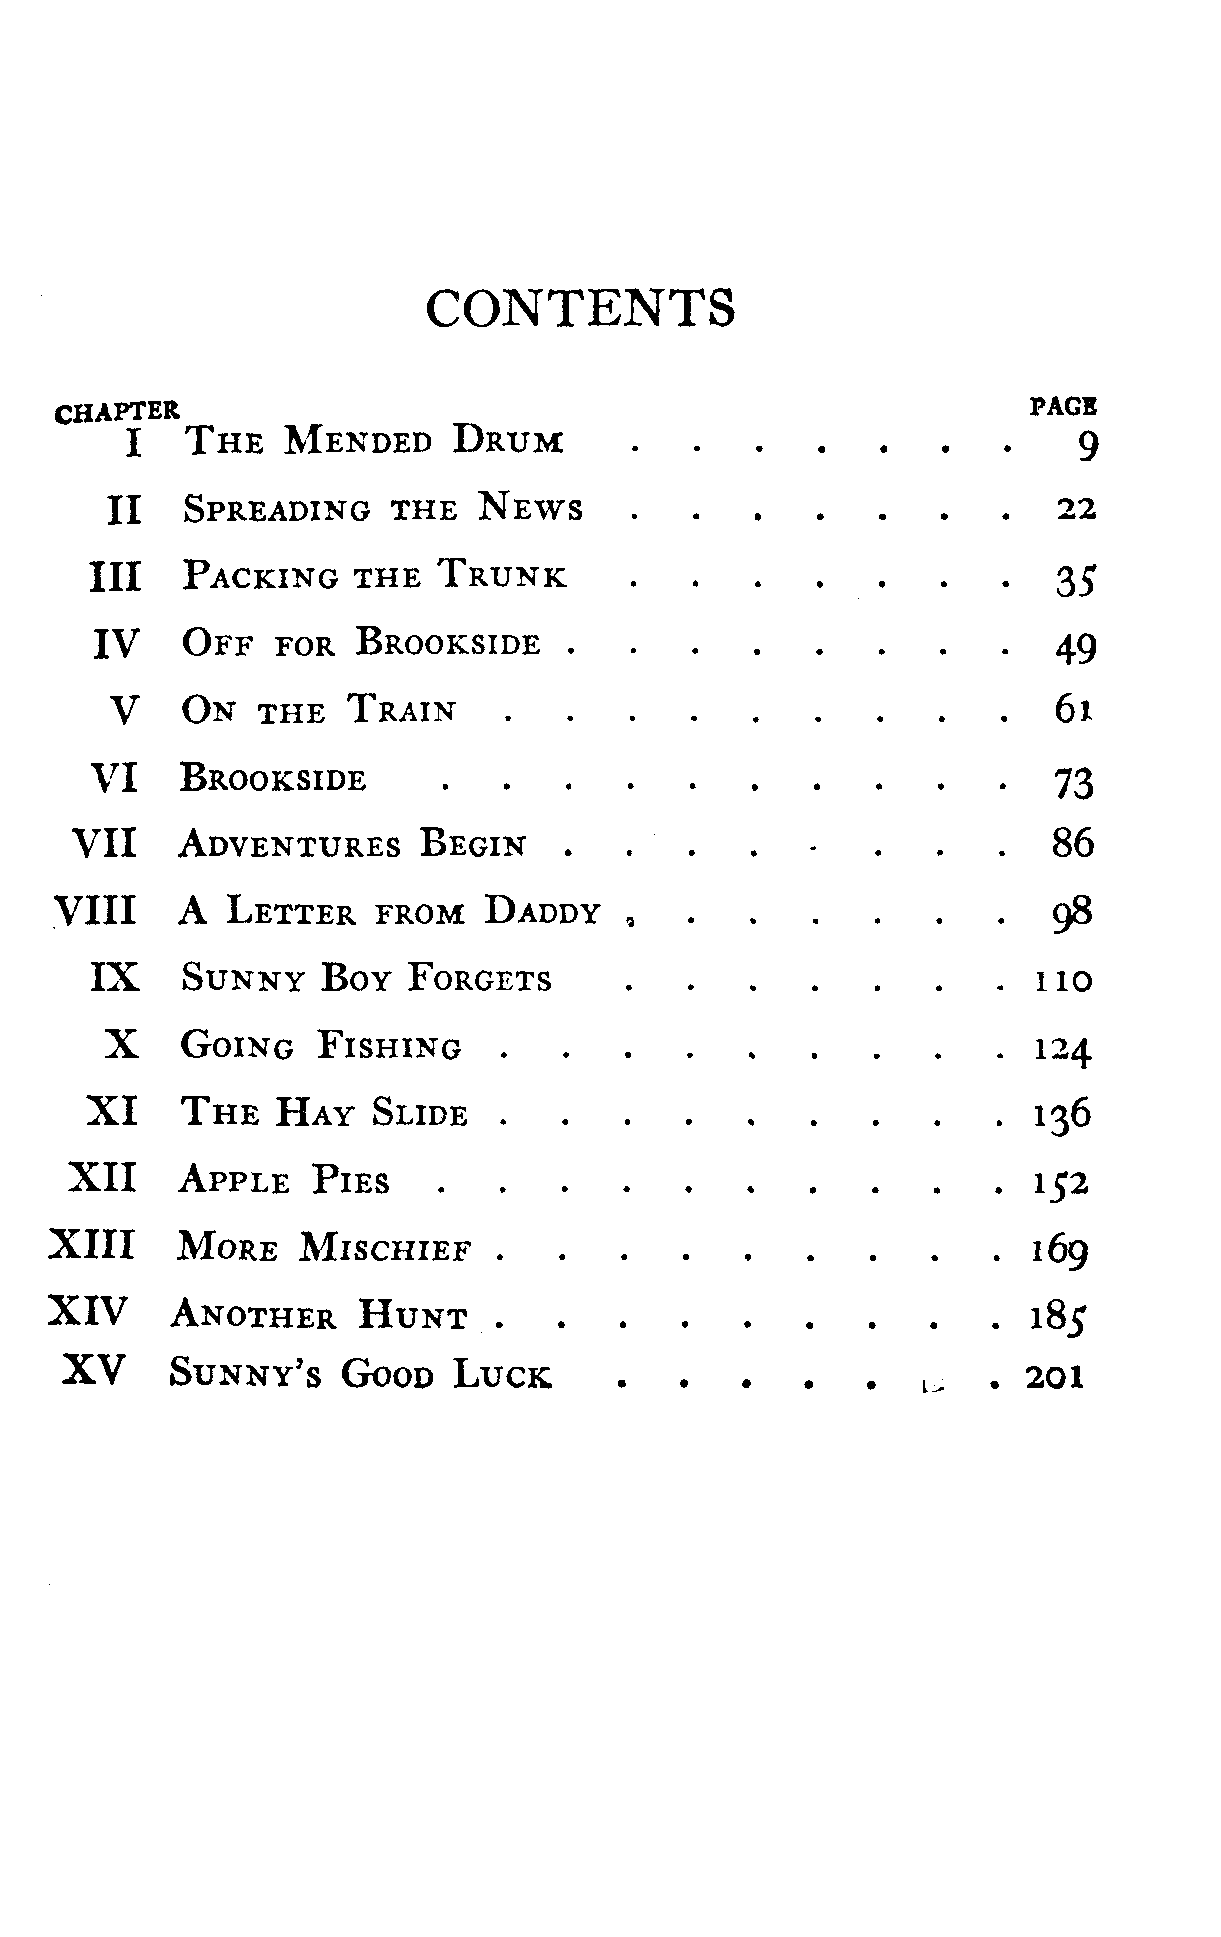 CONTENTS
CHAPTER PAGE
I The Mended Drum . . . . . . . 9
II Spreading the News . . . . . . . 22
III Packing the Trunk . . . . . . . 35
IV Off for Brookside . . . . . . . . 49
V On the Train . . . . . . . . . 61
VI Brookside . . . . . . . . . . 73
VII Adventures Begin . . . . . . . . 86
VIII A Letter from Daddy . . . . . . . 98
IX Sunny Boy Forgets . . . . . . . 110
X Going Fishing . . . . . . . . . 124
XI The Hay Slide . . . . . . . . . 136
XII Apple Pies . . . . . . . . . . 152
XIII More Mischief . . . . . . . . . 169
XIV Another Hunt . . . . . . . . . 185
XV Sunny's Good Luck . . . . . . . 201